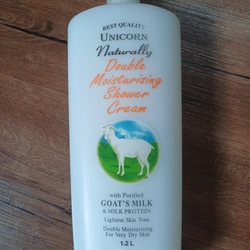 BEST QUALITY
UNICORN
Naturally
Double
Moisturising
Shower
Cream
with Purified
GOAT'S MILK
& MILK PROTEIN
Lightens Skin Tone
Double Moisturising
For Very Dry Skin
1.2 L